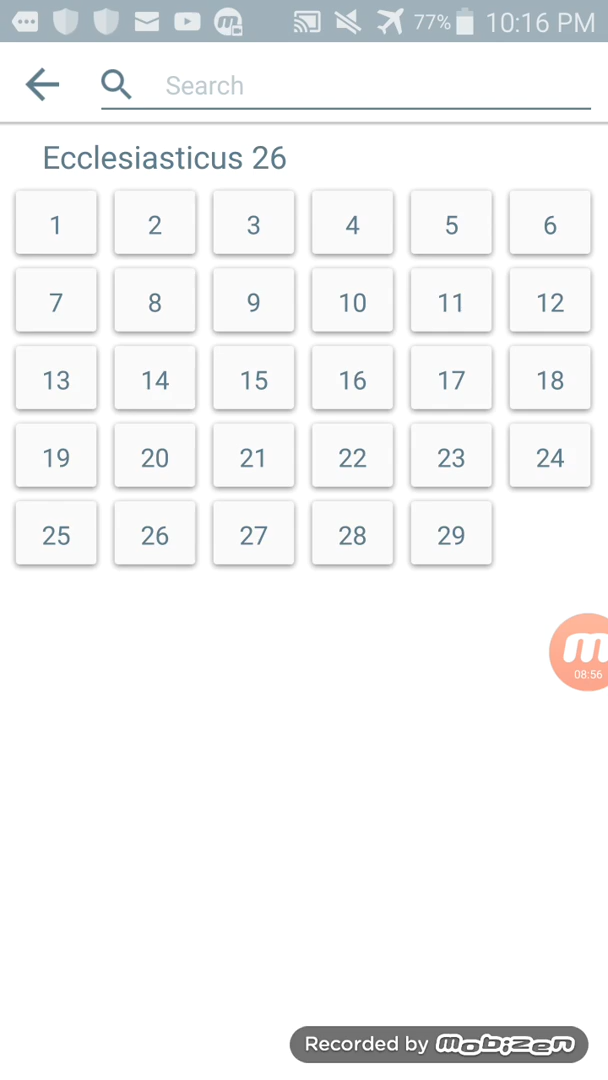 77% 10:16 PM
Search
Ecclesiasticus 26
1 2 3 4 5 6
7 8 9 10 11 12
13 14 15 16 17 18
19 20 21 22 23 24
25 26 27 28 29
m
08:56
Recorded by mobizen